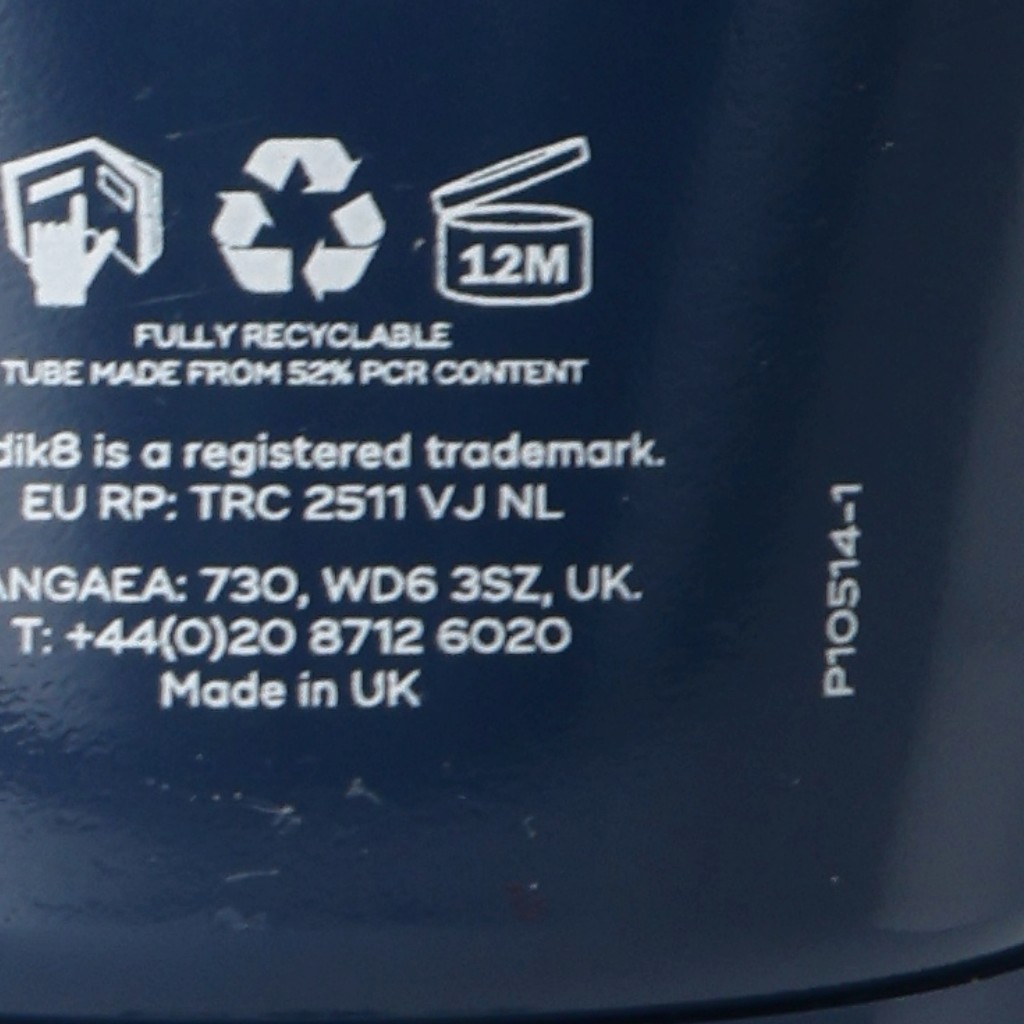 12M
FULLY RECYCLABLE
TUBE MADE FROM 52% PCR CONTENT
dik8 is a registered trademark.
EU RP: TRC 2511 VJ NL
ANGAEA: 730, WD6 3SZ, UK.
T: +44(0)20 8712 6020
Made in UK
P10514-1